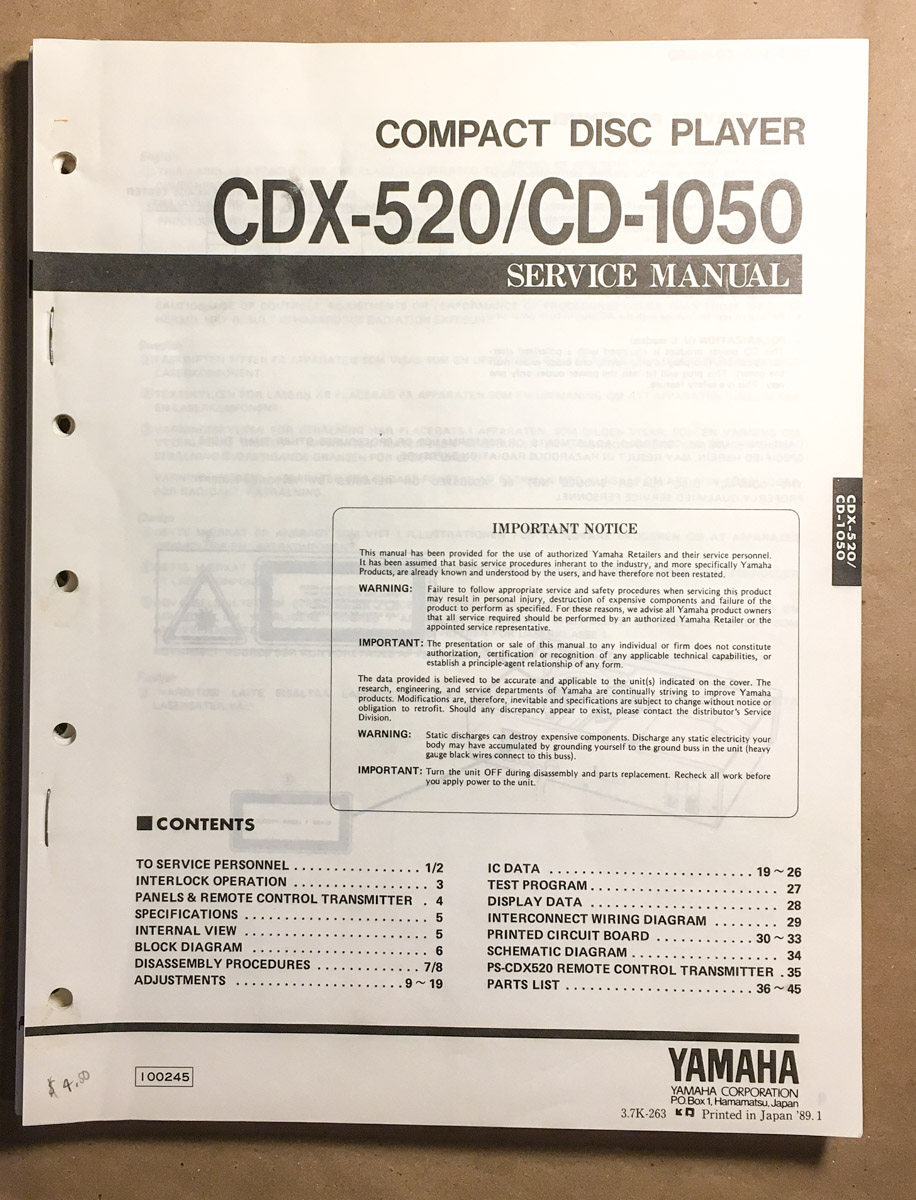 COMPACT DISC PLAYER
CDX-520/CD-1050
SERVICE MANUAL
CDX-520/
CD-1050
IMPORTANT NOTICE
This manual has been provided for the use of authorized Yamaha Retailers and their service personnel.
It has been assumed that basic service procedures inherant to the industry, and more specifically Yamaha
Products, are already known and understood by the users, and have therefore not been restated.
WARNING: Failure to follow appropriate service and safety procedures when servicing this product
may result in personal injury, destruction of expensive components and failure of the
product to perform as specified. For these reasons, we advise all Yamaha product owners
that all service required should be performed by an authorized Yamaha Retailer or the
appointed service representative.
IMPORTANT: The presentation or sale of this manual to any individual or firm does not constitute
authorization, certification or recognition of any applicable technical capabilities, or
establish a principle-agent relationship of any form.
The data provided is believed to be accurate and applicable to the unit(s) indicated on the cover. The
research, engineering, and service departments of Yamaha are continually striving to improve Yamaha
products. Modifications are, therefore, inevitable and specifications are subject to change without notice or
obligation to retrofit. Should any discrepancy appear to exist, please contact the distributor's Service
Division.
WARNING: Static discharges can destroy expensive components. Discharge any static electricity your
body may have accumulated by grounding yourself to the ground buss in the unit (heavy
gauge black wires connect to this buss).
IMPORTANT: Turn the unit OFF during disassembly and parts replacement. Recheck all work before
you apply power to the unit.
■CONTENTS
TO SERVICE PERSONNEL ................ 1/2
INTERLOCK OPERATION ................. 3
PANELS & REMOTE CONTROL TRANSMITTER . 4
SPECIFICATIONS ....................... 5
INTERNAL VIEW ....................... 5
BLOCK DIAGRAM ...................... 6
DISASSEMBLY PROCEDURES ............. 7/8
ADJUSTMENTS .....................9～19
IC DATA ..........................19～26
TEST PROGRAM........................ 27
DISPLAY DATA ........................ 28
INTERCONNECT WIRING DIAGRAM ......... 29
PRINTED CIRCUIT BOARD ............. 30～33
SCHEMATIC DIAGRAM................... 34
PS-CDX520 REMOTE CONTROL TRANSMITTER .35
PARTS LIST ........................ 36～45
$ 4.00
100245
YAMAHA
YAMAHA CORPORATION
P.O.Box 1, Hamamatsu, Japan
3.7K-263 Printed in Japan '89.1